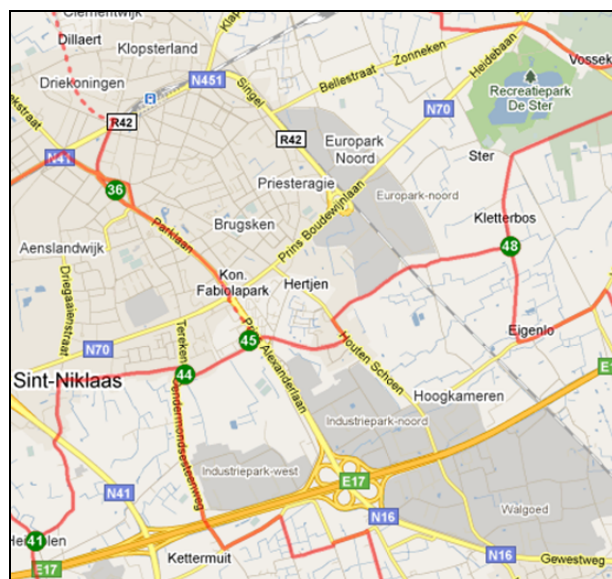 Clementwijk
Dillaert
Klopsterland
Driekoningen
N451
Singel
Bellestraat
Zonneken
Heidebaan
Vossek
Recreatiepark
De Ster
R42
R42
N70
N41
Europark
Noord
Ster
Priesteragie
36
Europark-noord
Kletterbos
Brugsken
Prins Boudewijnlaan
48
Aenslandwijk
Parklaan
Kon.
Fabiolapark
Hertjen
Driegaaienstraat
Eigenlo
N70
Tereken
45
Houten Schoen
Alexanderlaan
44
Sint-Niklaas
Hoogkameren
Industriepark-noord
Industriepark-west
E17
N41
Walgoed
N16
41
Kettermuit
N16
Gewestweg
E17